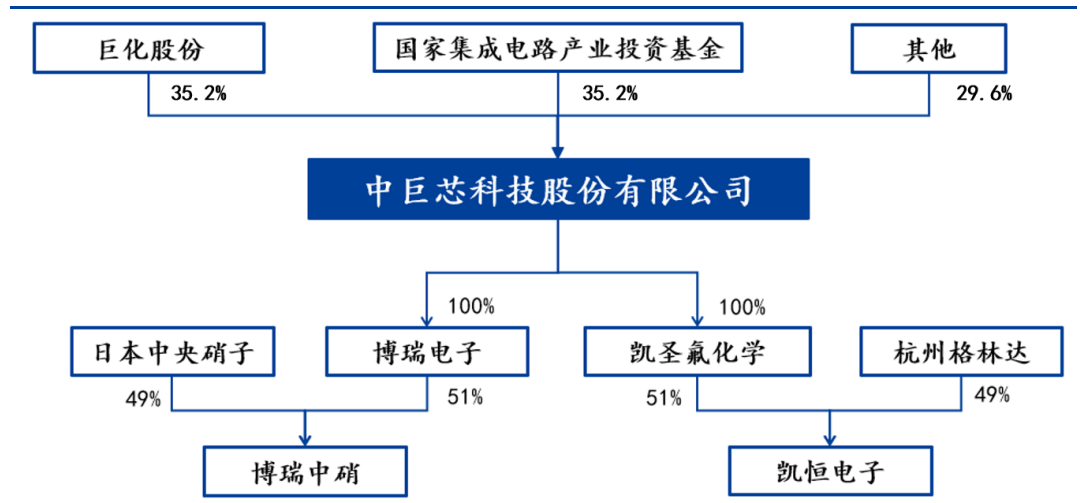 巨化股份
国家集成电路产业投资基金
其他
35.2%
35.2%
29.6%
中巨芯科技股份有限公司
100%
100%
日本中央硝子
博瑞电子
凯圣氟化学
杭州格林达
49%
51%
51%
49%
博瑞中硝
凯恒电子